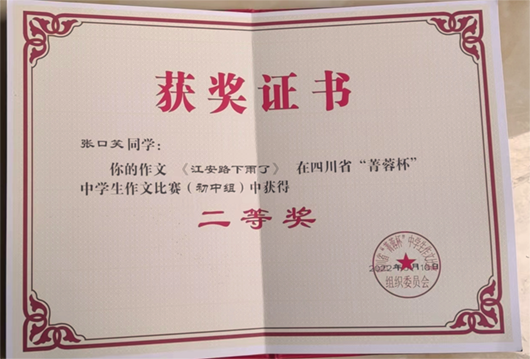 获奖证书
张口笑同学:
你的作文 《江安路下雨了》 在四川省“菁蓉杯”
中学生作文比赛(初中组)中获得
二等奖
组织委员会